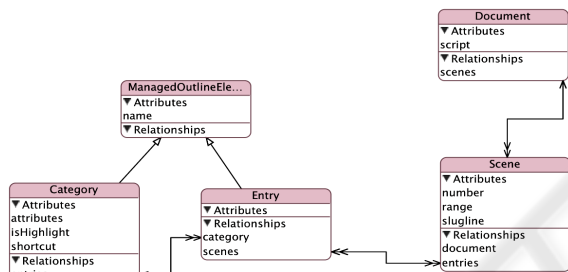 Document
▼ Attributes
script
▼ Relationships
scenes
ManagedOutlineEle...
▼ Attributes
name
▼ Relationships
Category
▼ Attributes
attributes
isHighlight
shortcut
▼ Relationships
Entry
▼ Attributes
▼ Relationships
category
scenes
Scene
▼ Attributes
number
range
slugline
▼ Relationships
document
entries